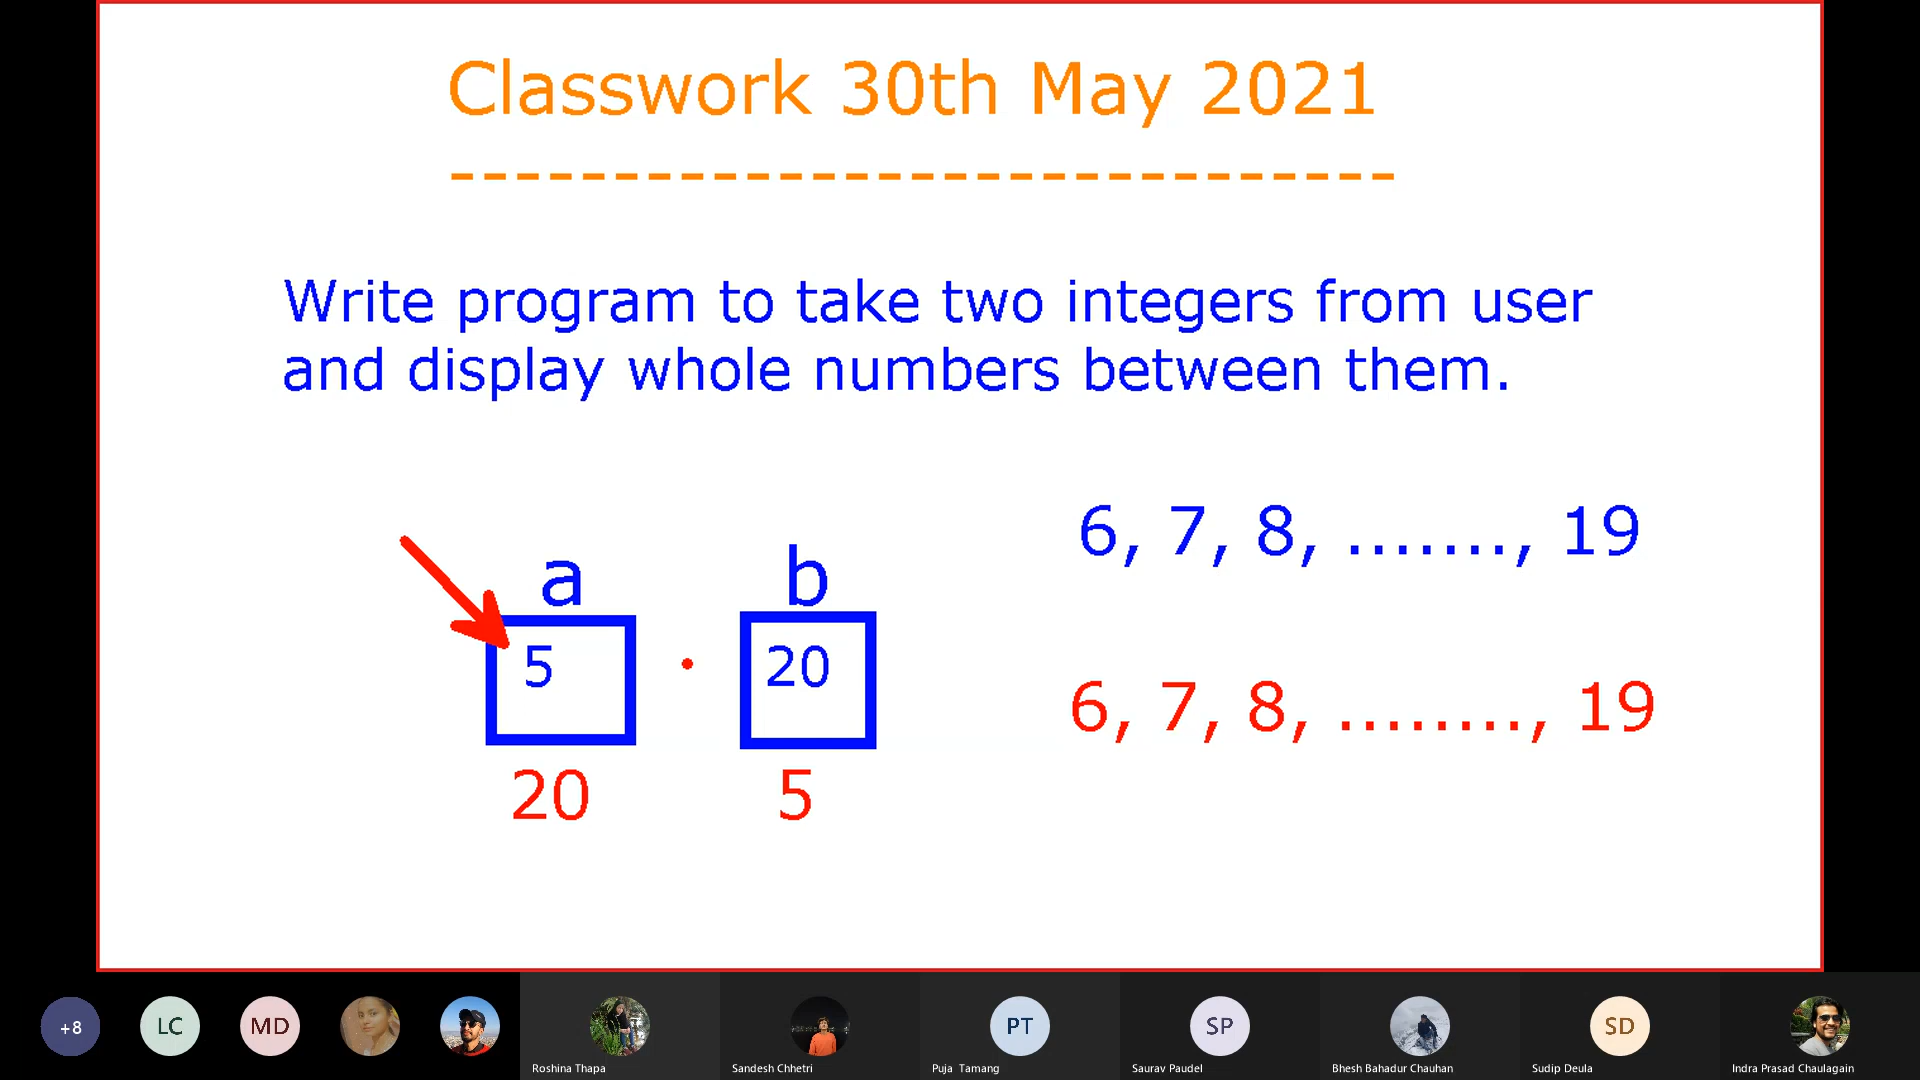 Classwork 30th May 2021
-----------------------------
Write program to take two integers from user
and display whole numbers between them.
6, 7, 8, ......., 19
a b
5 . 20
6, 7, 8, ........, 19
20 5
+8 LC MD PT SP SD
Roshina Thapa Sandesh Chhetri Puja Tamang Saurav Paudel Bhesh Bahadur Chauhan Sudip Deula Indra Prasad Chaulagain